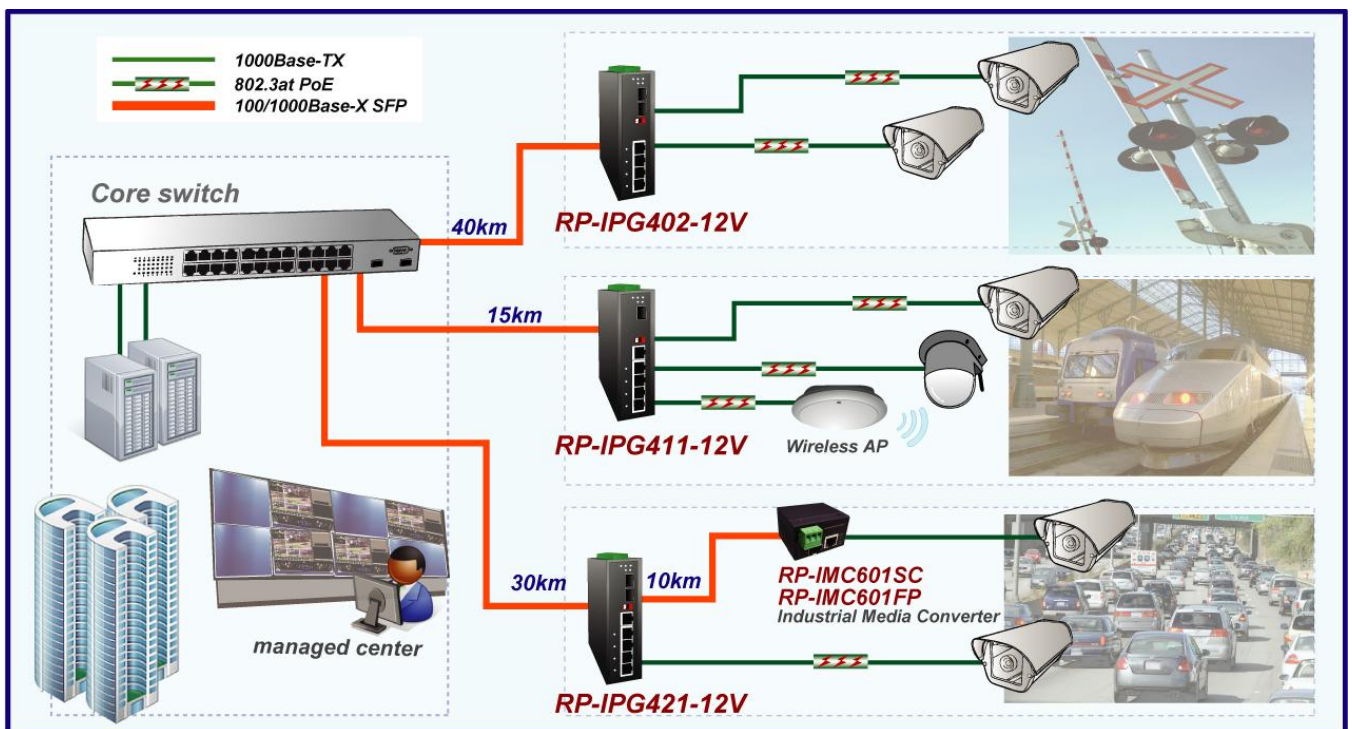 1000Base-TX
802.3at PoE
100/1000Base-X SFP
Core switch
40km
RP-IPG402-12V
15km
RP-IPG411-12V
Wireless AP
30km
10km
RP-IMC601SC
RP-IMC601FP
Industrial Media Converter
managed center
RP-IPG421-12V